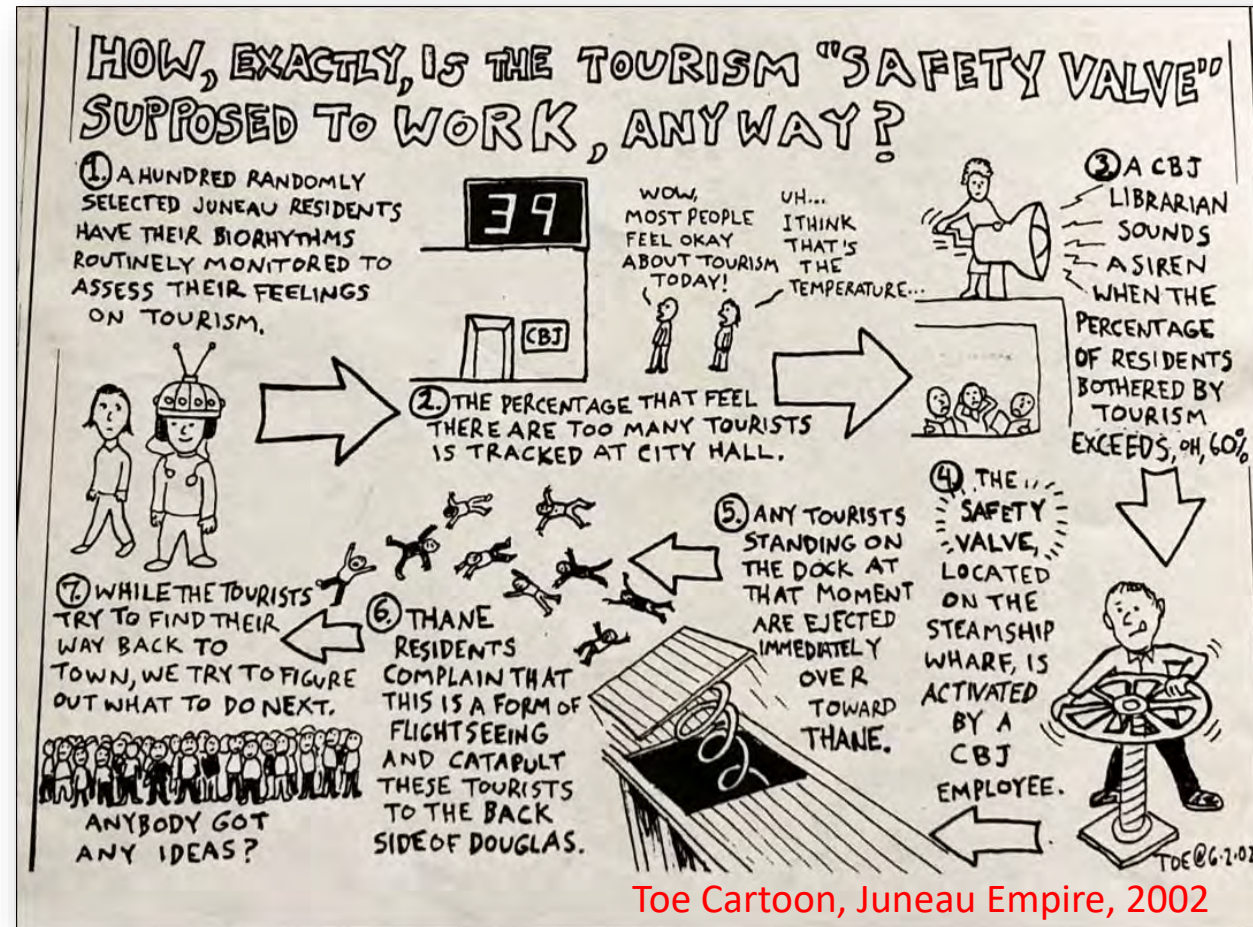 HOW, EXACTLY, IS THE TOURISM "SAFETY VALVE"
SUPPOSED TO WORK, ANYWAY?
1. A HUNDRED RANDOMLY
SELECTED JUNEAU RESIDENTS
HAVE THEIR BIORHYTHMS
ROUTINELY MONITORED TO
ASSESS THEIR FEELINGS
ON TOURISM.
39
CBJ
WOW,
MOST PEOPLE
FEEL OKAY
ABOUT TOURISM
TODAY!
UH...
I THINK
THAT'S
THE
TEMPERATURE...
2. THE PERCENTAGE THAT FEEL
THERE ARE TOO MANY TOURISTS
IS TRACKED AT CITY HALL.
3. A CBJ
LIBRARIAN
SOUNDS
A SIREN
WHEN THE
PERCENTAGE
OF RESIDENTS
BOTHERED BY
TOURISM
EXCEEDS, OH, 60%
4. THE
SAFETY
VALVE,
LOCATED
ON THE
STEAMSHIP
WHARF, IS
ACTIVATED
BY A
CBJ
EMPLOYEE.
5. ANY TOURISTS
STANDING ON
THE DOCK AT
THAT MOMENT
ARE EJECTED
IMMEDIATELY
OVER
TOWARD
THANE.
6. THANE
RESIDENTS
COMPLAIN THAT
THIS IS A FORM OF
FLIGHTSEEING
AND CATAPULT
THESE TOURISTS
TO THE BACK
SIDE OF DOUGLAS.
7. WHILE THE TOURISTS
TRY TO FIND THEIR
WAY BACK TO
TOWN, WE TRY TO FIGURE
OUT WHAT TO DO NEXT.
ANYBODY GOT
ANY IDEAS?
TOE@6.2.02
Toe Cartoon, Juneau Empire, 2002